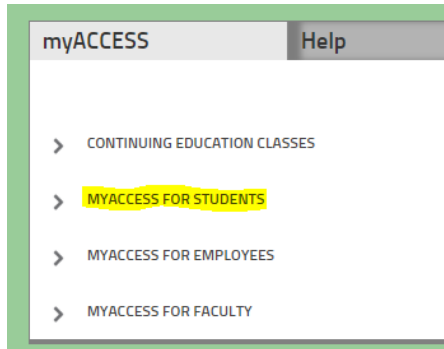 myACCESS Help
CONTINUING EDUCATION CLASSES
MYACCESS FOR STUDENTS
MYACCESS FOR EMPLOYEES
MYACCESS FOR FACULTY